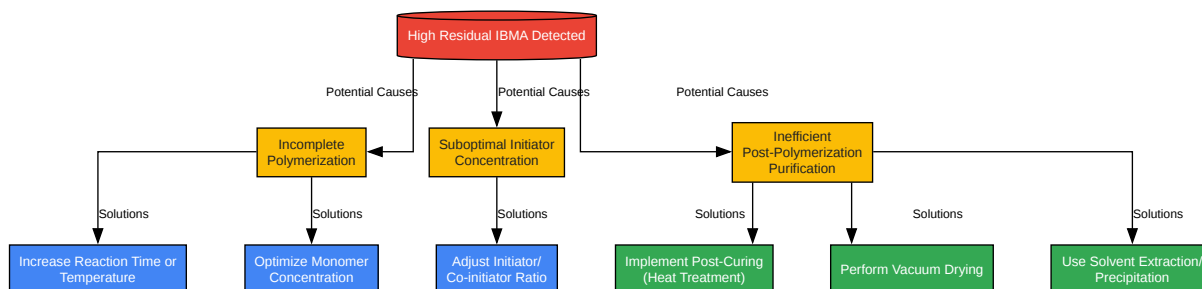 High Residual IBMA Detected
Potential Causes
Potential Causes
Potential Causes
Incomplete
Polymerization
Suboptimal Initiator
Concentration
Inefficient
Post-Polymerization
Purification
Solutions
Solutions
Solutions
Solutions
Solutions
Solutions
Increase Reaction Time or
Temperature
Optimize Monomer
Concentration
Adjust Initiator/
Co-initiator Ratio
Implement Post-Curing
(Heat Treatment)
Perform Vacuum Drying
Use Solvent Extraction/
Precipitation